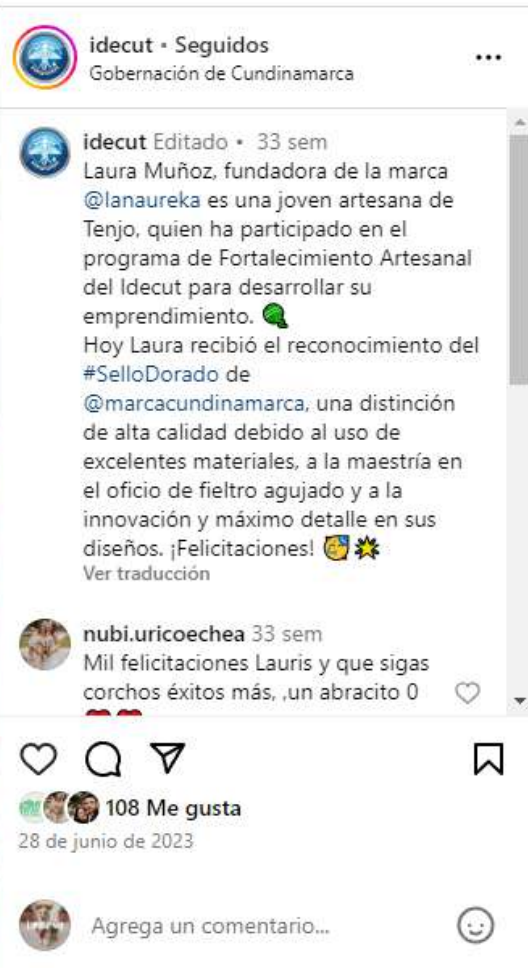 idecut • Seguidos
Gobernación de Cundinamarca
idecut Editado • 33 sem
Laura Muñoz, fundadora de la marca
@lanaureka es una joven artesana de
Tenjo, quien ha participado en el
programa de Fortalecimiento Artesanal
del Idecut para desarrollar su
emprendimiento.
Hoy Laura recibió el reconocimiento del
#SelloDorado de
@marcacundinamarca, una distinción
de alta calidad debido al uso de
excelentes materiales, a la maestría en
el oficio de fieltro agujado y a la
innovación y máximo detalle en sus
diseños. ¡Felicitaciones!
Ver traducción
nubi.uricoechea 33 sem
Mil felicitaciones Lauris y que sigas
corchos éxitos más, ,un abracito 0
108 Me gusta
28 de junio de 2023
Agrega un comentario...